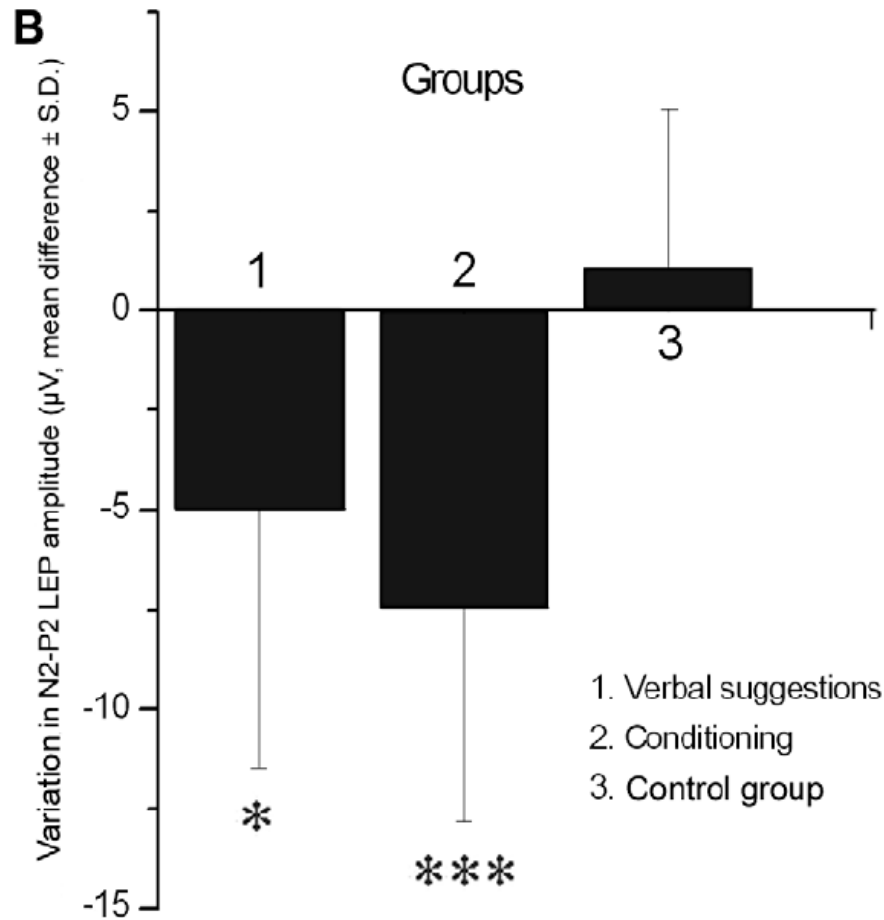 B
Variation in N2-P2 LEP amplitude (µV, mean difference ± S.D.)
Groups
5
0
-5
-10
-15
1
2
3
*
***
1. Verbal suggestions
2. Conditioning
3. Control group